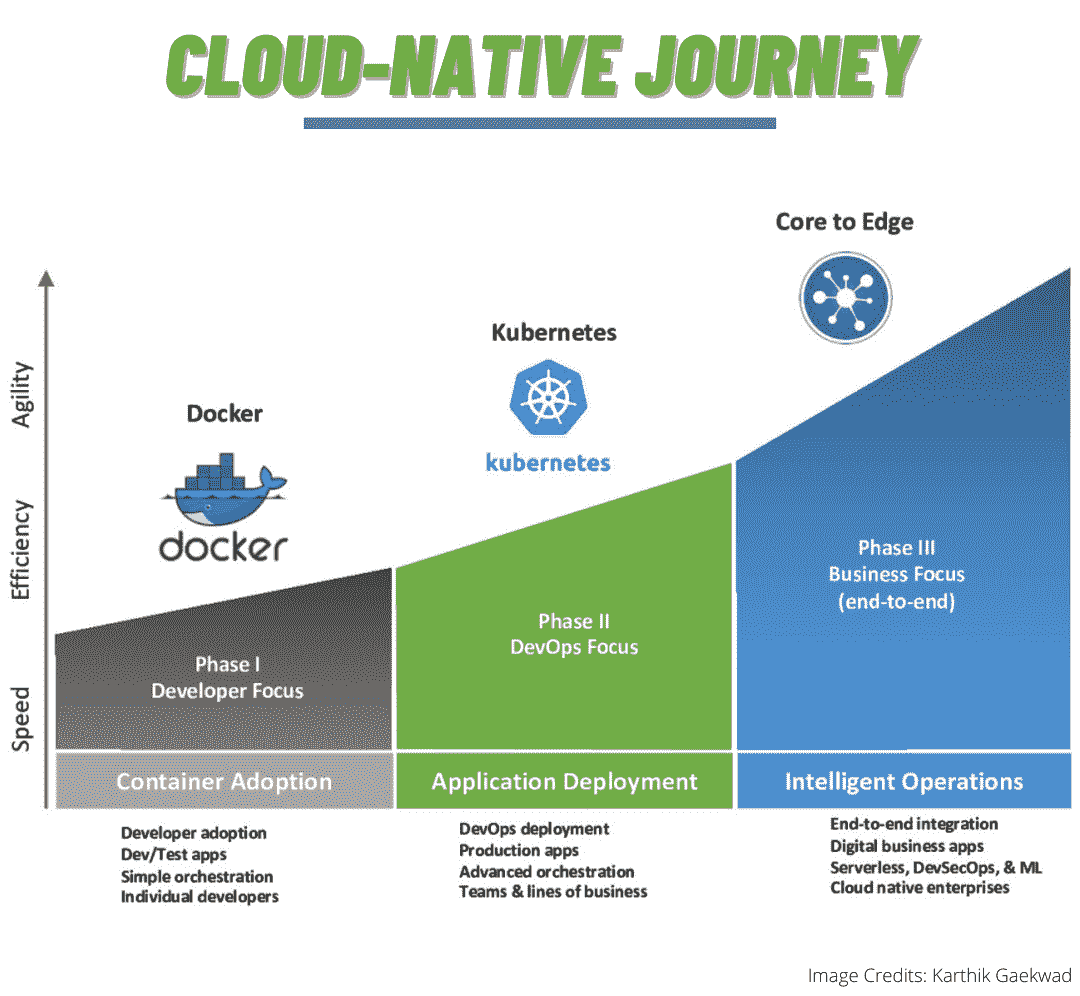 CLOUD-NATIVE JOURNEY
Core to Edge
Kubernetes
kubernetes
Docker
docker
Agility
Efficiency
Speed
Phase I
Developer Focus
Phase II
DevOps Focus
Phase III
Business Focus
(end-to-end)
Container Adoption
Application Deployment
Intelligent Operations
Developer adoption
Dev/Test apps
Simple orchestration
Individual developers
DevOps deployment
Production apps
Advanced orchestration
Teams & lines of business
End-to-end integration
Digital business apps
Serverless, DevSecOps, & ML
Cloud native enterprises
Image Credits: Karthik Gaekwad